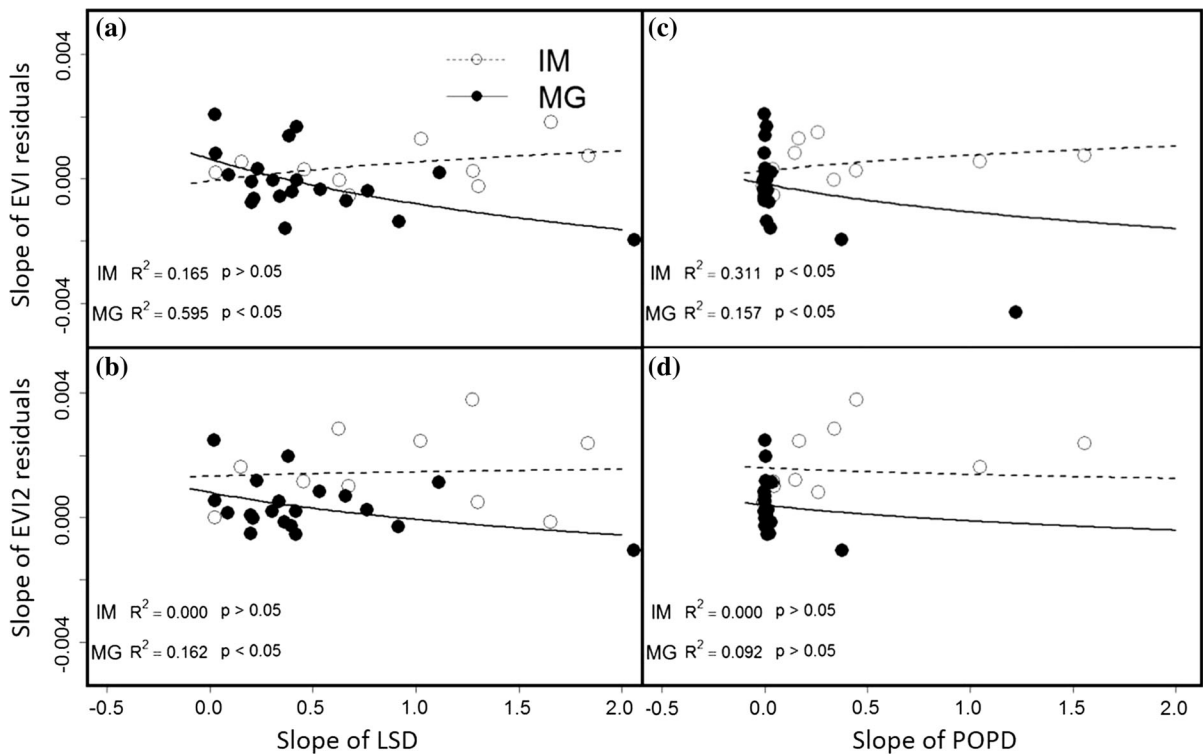 (a)
IM
MG
IM R² = 0.165 p > 0.05
MG R² = 0.595 p < 0.05
0.004
0.000
-0.004
Slope of EVI residuals
(c)
IM R² = 0.311 p < 0.05
MG R² = 0.157 p < 0.05
(b)
IM R² = 0.000 p > 0.05
MG R² = 0.162 p < 0.05
0.004
0.000
-0.004
Slope of EVI2 residuals
(d)
IM R² = 0.000 p > 0.05
MG R² = 0.092 p > 0.05
-0.5 0.0 0.5 1.0 1.5 2.0
Slope of LSD
-0.5 0.0 0.5 1.0 1.5 2.0
Slope of POPD